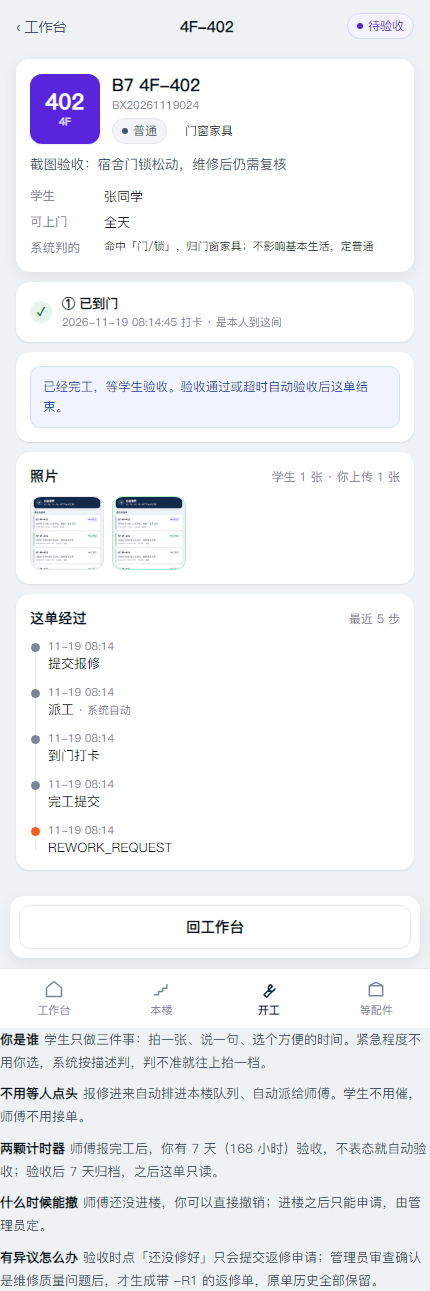 ‹ 工作台
4F-402
待验收
402
4F
B7 4F-402
BX20261119024
普通
门窗家具
截图验收：宿舍门锁松动，维修后仍需复核
学生 张同学
可上门 全天
系统判的 命中「门/锁」，归门窗家具；不影响基本生活，定普通
✓
① 已到门
2026-11-19 08:14:45 打卡 · 是本人到这间
已经完工，等学生验收。验收通过或超时自动验收后这单结
束。
照片
学生 1 张 · 你上传 1 张
这单经过
最近 5 步
11-19 08:14
提交报修
11-19 08:14
派工 · 系统自动
11-19 08:14
到门打卡
11-19 08:14
完工提交
11-19 08:14
REWORK_REQUEST
回工作台
工作台
本楼
开工
等配件
你是谁 学生只做三件事：拍一张、说一句、选个方便的时间。紧急程度不
用你选，系统按描述判，判不准就往上抬一档。
不用等人点头 报修进来自动排进本楼队列、自动派给师傅。学生不用催，
师傅不用接单。
两颗计时器 师傅报完工后，你有 7 天（168 小时）验收，不表态就自动验
收；验收后 7 天归档，之后这单只读。
什么时候能撤 师傅还没进楼，你可以直接撤销；进楼之后只能申请，由管
理员定。
有异议怎么办 验收时点「还没修好」只会提交返修申请；管理员审查确认
是维修质量问题后，才生成带 -R1 的返修单，原单历史全部保留。